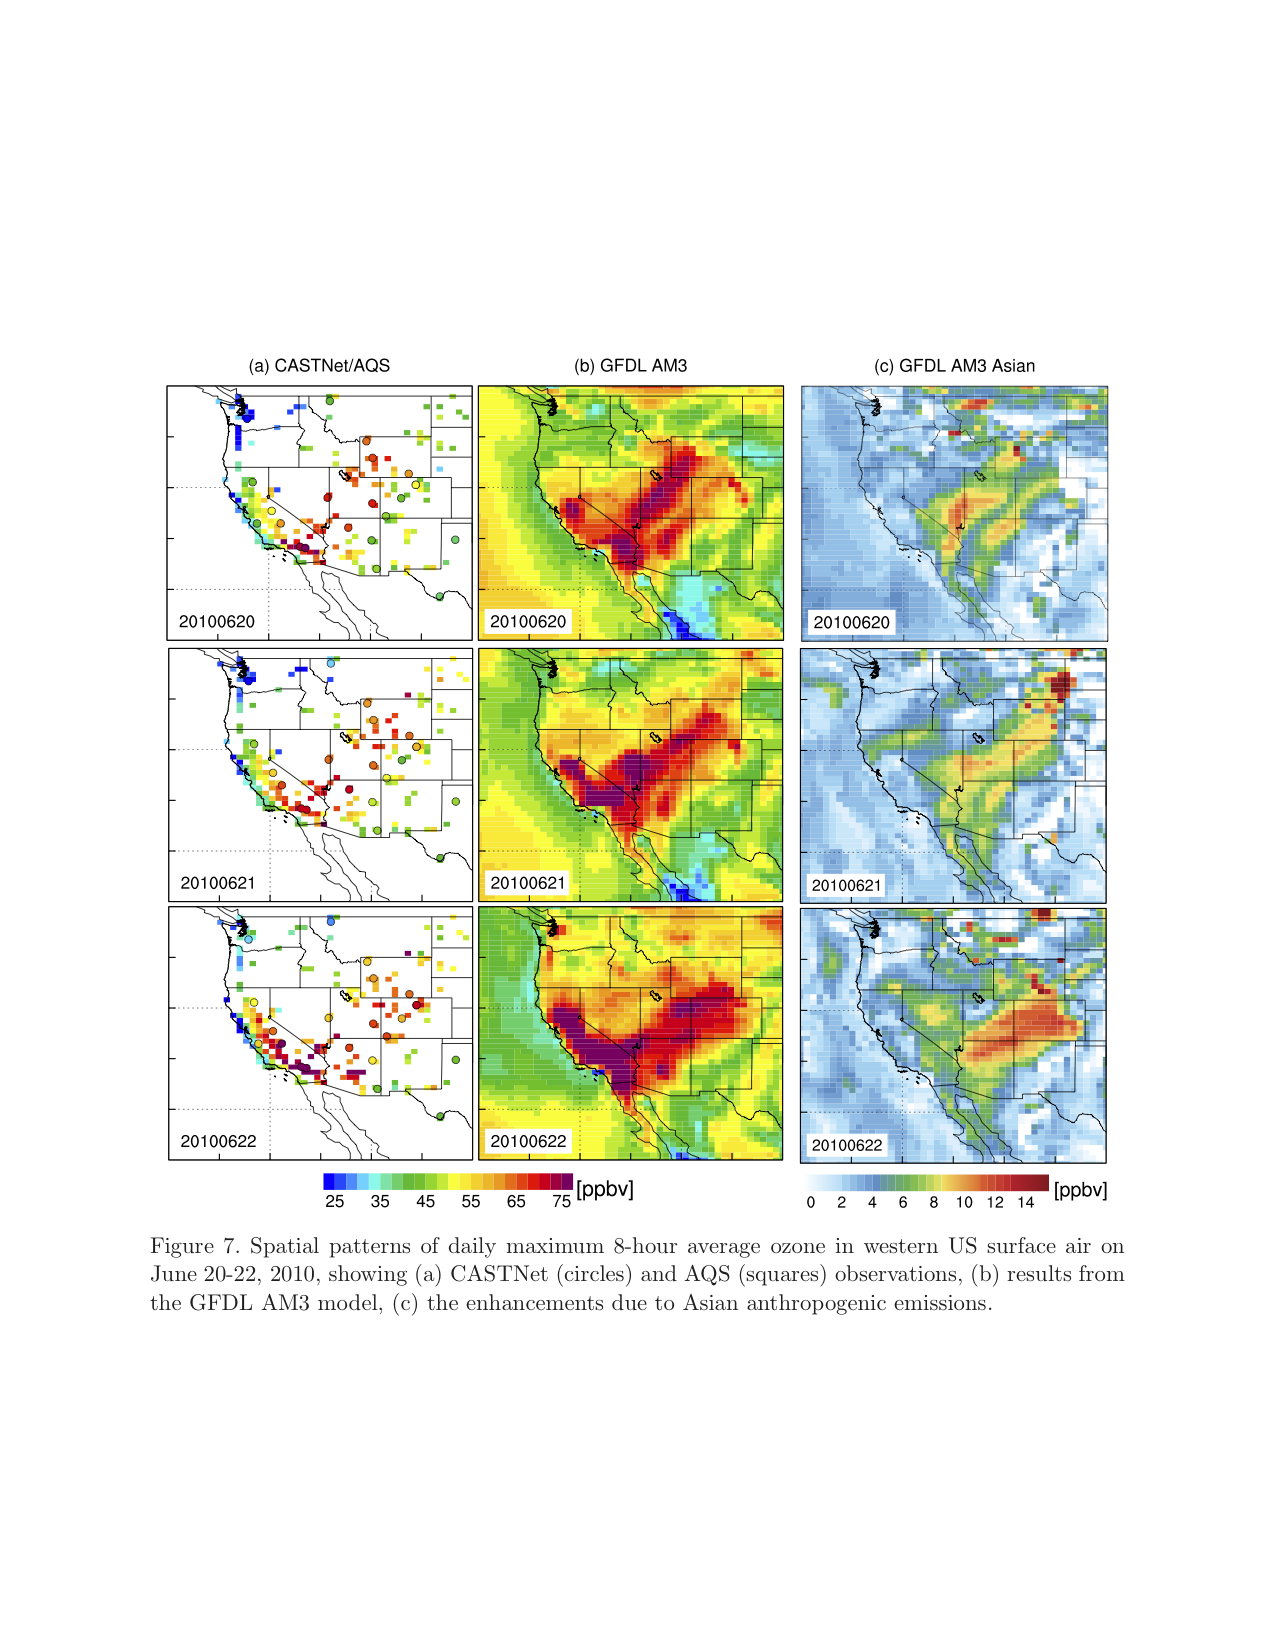 (a) CASTNet/AQS
(b) GFDL AM3
(c) GFDL AM3 Asian
20100620
20100620
20100620
20100621
20100621
20100621
20100622
20100622
20100622
25 35 45 55 65 75 [ppbv]
0 2 4 6 8 10 12 14 [ppbv]
Figure 7. Spatial patterns of daily maximum 8-hour average ozone in western US surface air on
June 20-22, 2010, showing (a) CASTNet (circles) and AQS (squares) observations, (b) results from
the GFDL AM3 model, (c) the enhancements due to Asian anthropogenic emissions.